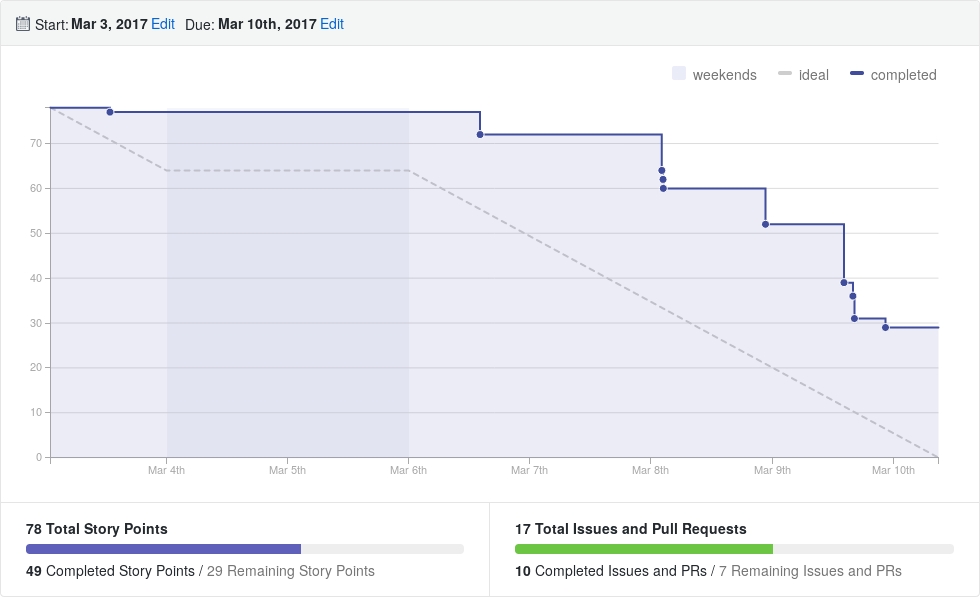 Start: Mar 3, 2017 Edit Due: Mar 10th, 2017 Edit
weekends ideal completed
70
60
50
40
30
20
10
0
Mar 4th Mar 5th Mar 6th Mar 7th Mar 8th Mar 9th Mar 10th
78 Total Story Points
49 Completed Story Points / 29 Remaining Story Points
17 Total Issues and Pull Requests
10 Completed Issues and PRs / 7 Remaining Issues and PRs